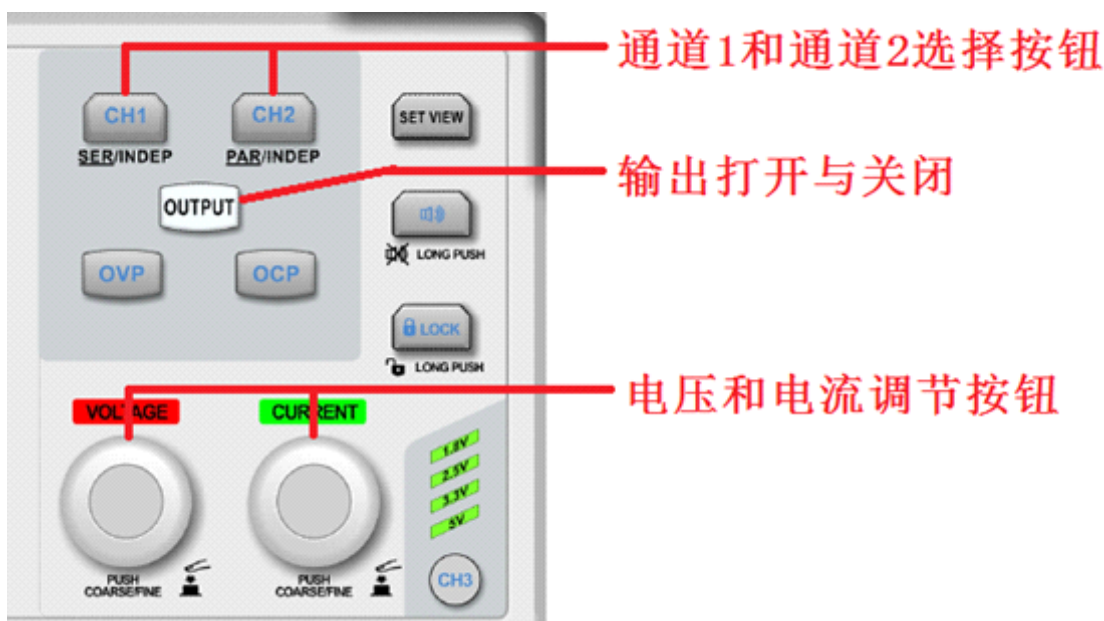 通道1和通道2选择按钮
CH1
CH2
SET VIEW
SER/INDEP
PAR/INDEP
输出打开与关闭
OUTPUT
LONG PUSH
OVP
OCP
LOCK
LONG PUSH
电压和电流调节按钮
VOLTAGE
CURRENT
1.8V
2.5V
3.3V
5V
PUSH
COARSE/FINE
PUSH
COARSE/FINE
CH3